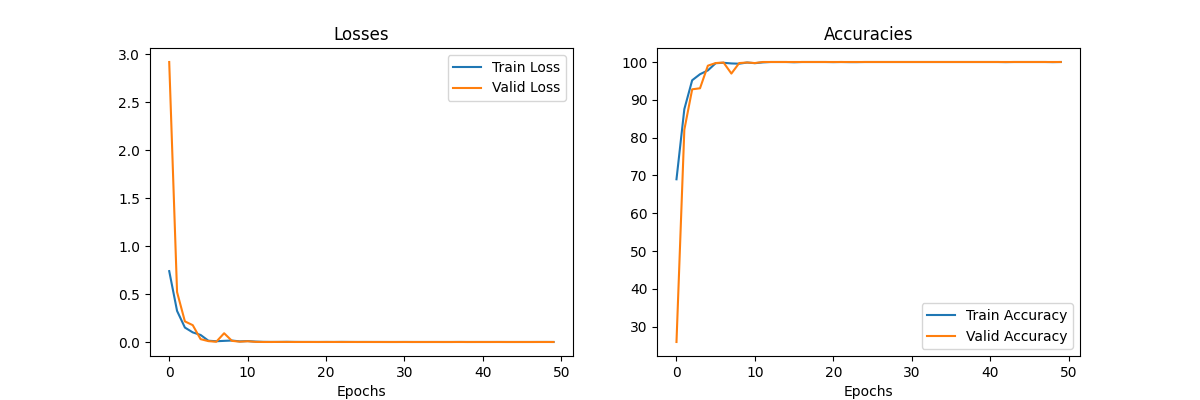 Losses
3.0
2.5
2.0
1.5
1.0
0.5
0.0
0 10 20 30 40 50
Epochs
Train Loss
Valid Loss
Accuracies
100
90
80
70
60
50
40
30
0 10 20 30 40 50
Epochs
Train Accuracy
Valid Accuracy